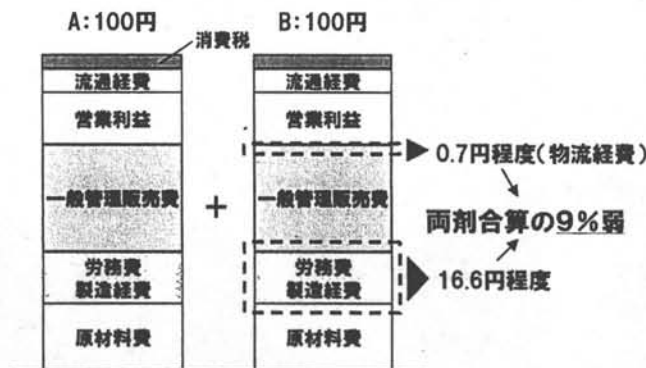 A:100円
B:100円
消費税
流通経費
営業利益
一般管理販売費
労務費
製造経費
原材料費
+
流通経費
営業利益
一般管理販売費
労務費
製造経費
原材料費
0.7円程度(物流経費)
両剤合算の9%弱
16.6円程度